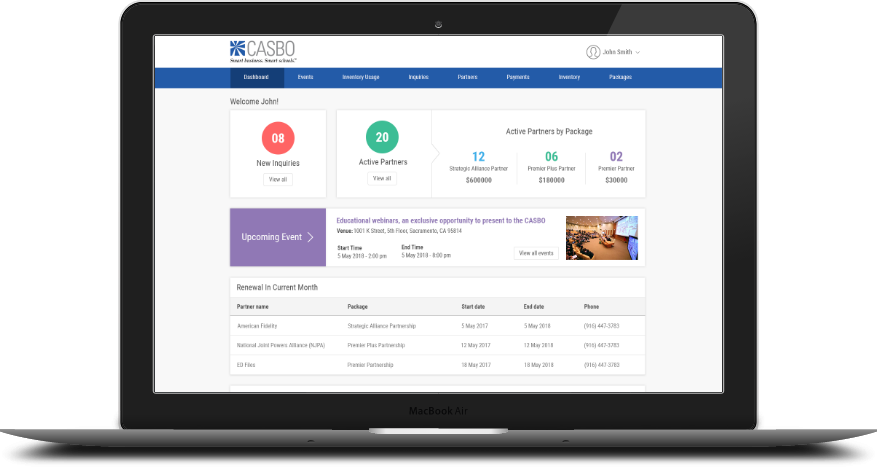 CASBO
Smart business. Smart schools.™
John Smith
Dashboard Events Inventory Usage Inquiries Partners Payments Inventory Packages
Welcome John!
08
New Inquiries
View all
20
Active Partners
View all
Active Partners by Package
12 06 02
Strategic Alliance Partner Premier Plus Partner Premier Partner
$600000 $180000 $30000
Upcoming Event
Educational webinars, an exclusive opportunity to present to the CASBO
Venue: 1001 K Street, 5th Floor, Sacramento, CA 95814
Start Time End Time
5 May 2018 - 2:00 pm 5 May 2018 - 8:00 pm
View all events
Renewal In Current Month
Partner name Package Start date End date Phone
American Fidelity Strategic Alliance Partnership 5 May 2017 5 May 2018 (916) 447-3783
National Joint Powers Alliance (NJPA) Premier Plus Partnership 12 May 2017 12 May 2018 (916) 447-3783
ED Files Premier Partnership 18 May 2017 18 May 2018 (916) 447-3783
MacBook Air